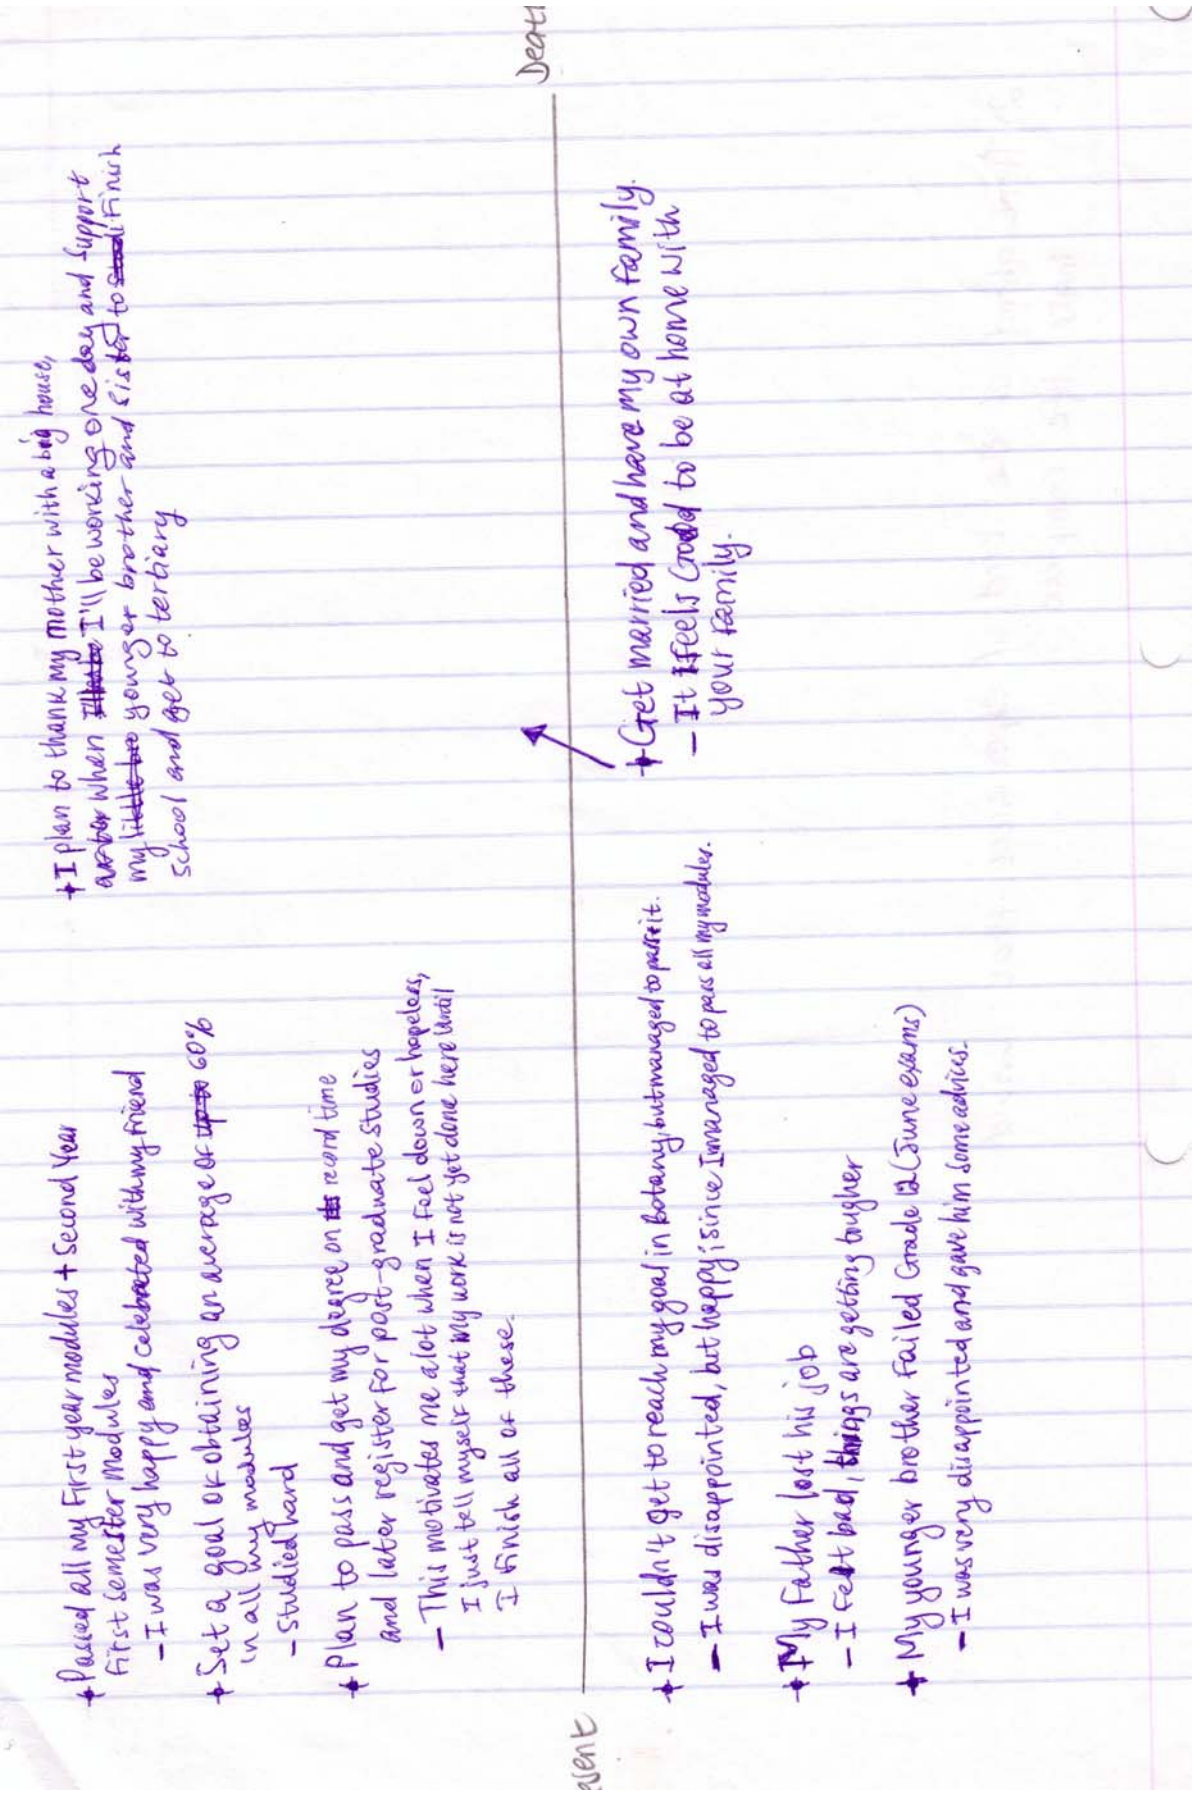 + Passed all my First year modules + Second Year
First semester Modules
- I was very happy and celebrated with my friend
+ Set a goal of obtaining an average of up to 60%
in all my modules
- Studied hard
+ Plan to pass and get my degree on record time
and later register for post-graduate studies
- This motivates me a lot when I feel down or hopeless,
I just tell myself that my work is not yet done here until
I finish all of these.
+ I plan to thank my mother with a big house,
when I'll be working one day and support
my little bro younger brother and sister to finish
School and get to tertiary
esent
Deat
+ I couldn't get to reach my goal in Botany, but managed to pass it.
- I was disappointed, but happy since I managed to pass all my modules.
+ My Father lost his job
- I felt bad, things are getting tougher
+ My younger brother Failed Grade 12 (June exams)
- I was very disappointed and gave him some advices.
+ Get married and have my own family.
- It feels Good to be at home with
your family.